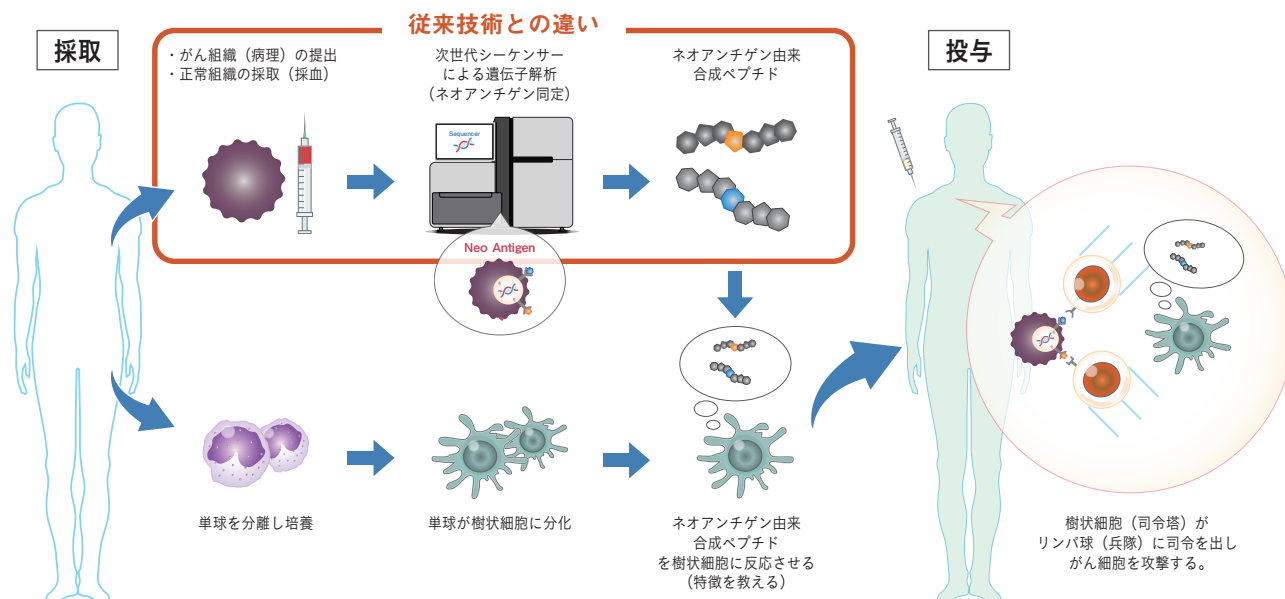 従来技術との違い
採取
・がん組織（病理）の提出
・正常組織の採取（採血）
次世代シーケンサー
による遺伝子解析
（ネオアンチゲン同定）
ネオアンチゲン由来
合成ペプチド
投与
Sequencer
Neo Antigen
単球を分離し培養
単球が樹状細胞に分化
ネオアンチゲン由来
合成ペプチド
を樹状細胞に反応させる
（特徴を教える）
樹状細胞（司令塔）が
リンパ球（兵隊）に司令を出し
がん細胞を攻撃する。